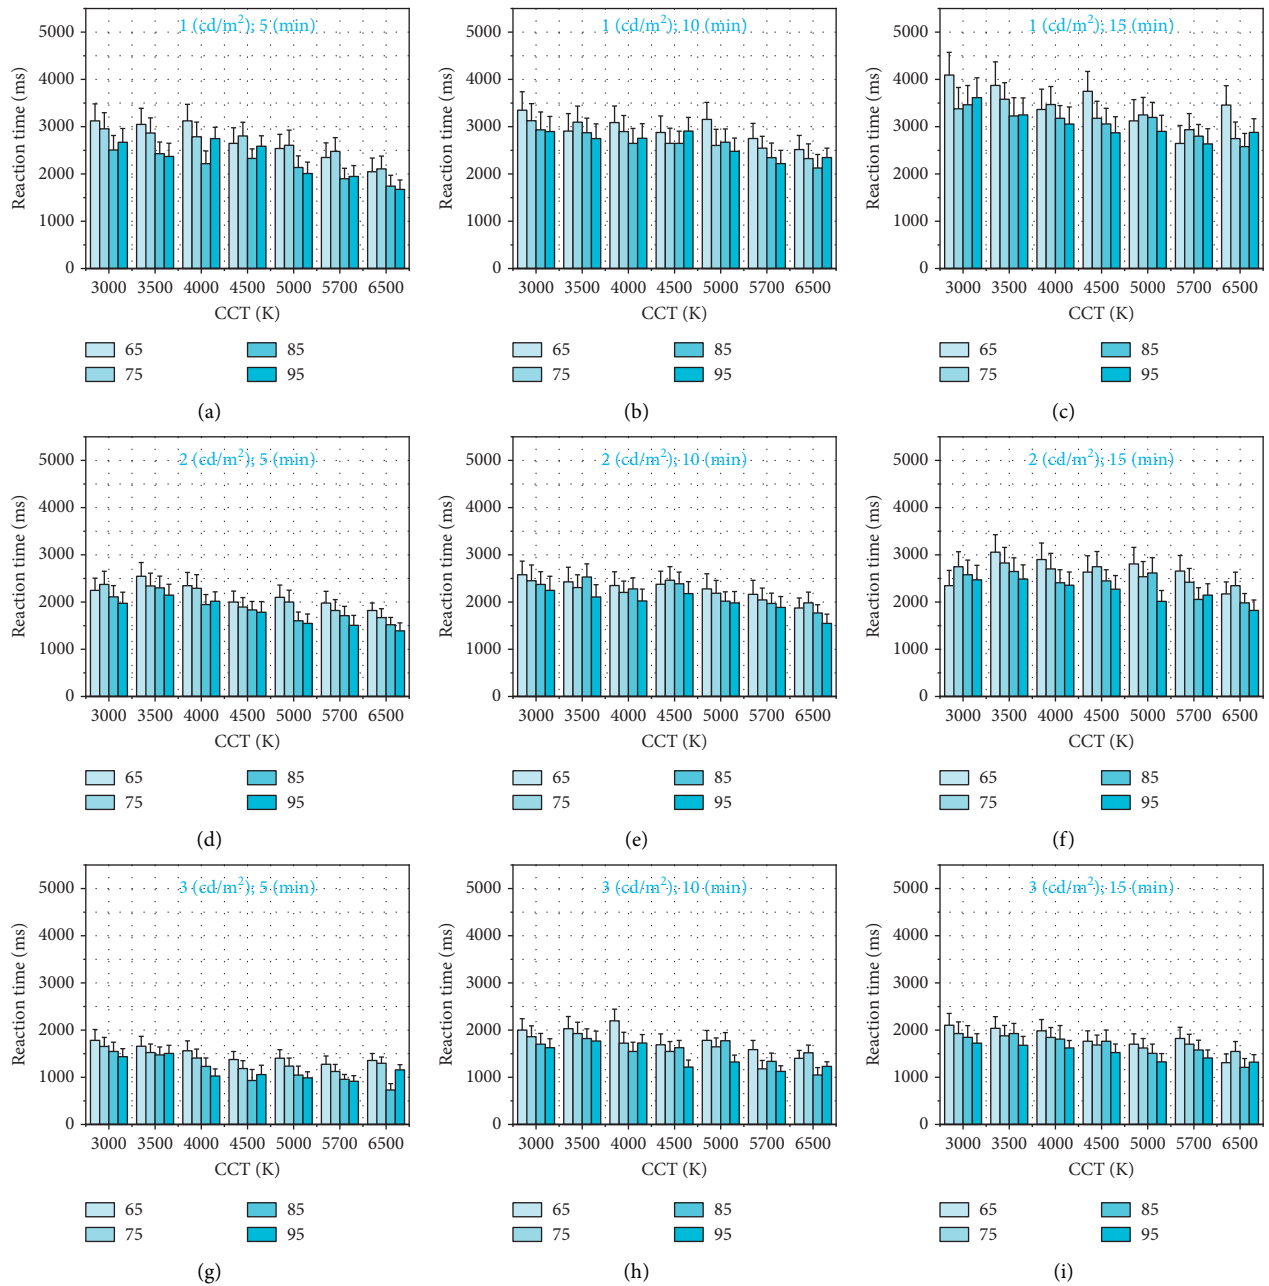 1 (cd/m²); 5 (min)
Reaction time (ms)
5000
4000
3000
2000
1000
0
3000 3500 4000 4500 5000 5700 6500
CCT (K)
65 85
75 95
(a)
1 (cd/m²); 10 (min)
Reaction time (ms)
5000
4000
3000
2000
1000
0
3000 3500 4000 4500 5000 5700 6500
CCT (K)
65 85
75 95
(b)
1 (cd/m²); 15 (min)
Reaction time (ms)
5000
4000
3000
2000
1000
0
3000 3500 4000 4500 5000 5700 6500
CCT (K)
65 85
75 95
(c)
2 (cd/m²); 5 (min)
Reaction time (ms)
5000
4000
3000
2000
1000
0
3000 3500 4000 4500 5000 5700 6500
CCT (K)
65 85
75 95
(d)
2 (cd/m²); 10 (min)
Reaction time (ms)
5000
4000
3000
2000
1000
0
3000 3500 4000 4500 5000 5700 6500
CCT (K)
65 85
75 95
(e)
2 (cd/m²); 15 (min)
Reaction time (ms)
5000
4000
3000
2000
1000
0
3000 3500 4000 4500 5000 5700 6500
CCT (K)
65 85
75 95
(f)
3 (cd/m²); 5 (min)
Reaction time (ms)
5000
4000
3000
2000
1000
0
3000 3500 4000 4500 5000 5700 6500
CCT (K)
65 85
75 95
(g)
3 (cd/m²); 10 (min)
Reaction time (ms)
5000
4000
3000
2000
1000
0
3000 3500 4000 4500 5000 5700 6500
CCT (K)
65 85
75 95
(h)
3 (cd/m²); 15 (min)
Reaction time (ms)
5000
4000
3000
2000
1000
0
3000 3500 4000 4500 5000 5700 6500
CCT (K)
65 85
75 95
(i)